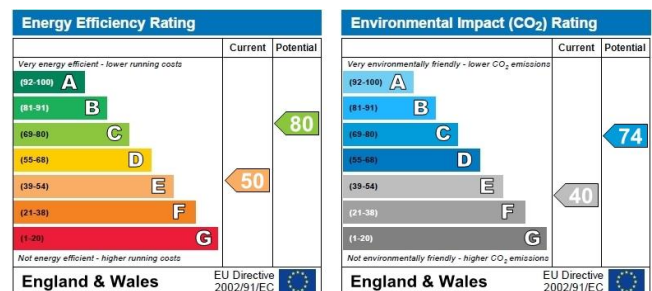 Energy Efficiency Rating
Current Potential
Very energy efficient - lower running costs
(92-100) A
(81-91) B
(69-80) C
80
(55-68) D
(39-54) E
50
(21-38) F
(1-20) G
Not energy efficient - higher running costs
England & Wales
EU Directive
2002/91/EC
Environmental Impact (CO₂) Rating
Current Potential
Very environmentally friendly - lower CO₂ emissions
(92-100) A
(81-91) B
(69-80) C
74
(55-68) D
(39-54) E
40
(21-38) F
(1-20) G
Not environmentally friendly - higher CO₂ emissions
England & Wales
EU Directive
2002/91/EC